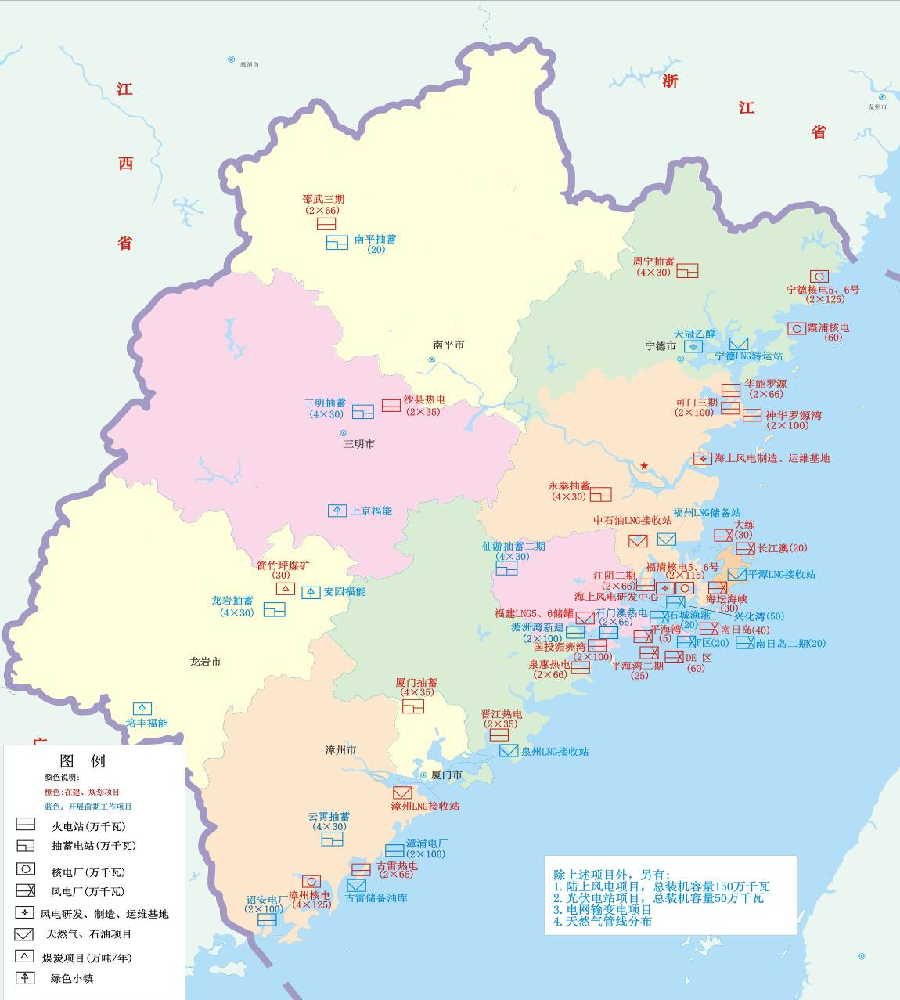 鹰潭市
江
西
省
浙
江
省
温州市
邵武三期
(2×66)
南平抽蓄
(20)
周宁抽蓄
(4×30)
宁德核电5、6号
(2×125)
霞浦核电
(60)
天冠乙醇
宁德市
宁德LNG转运站
南平市
华能罗源
(2×66)
可门三期
(2×100)
神华罗源湾
(2×100)
三明抽蓄
(4×30)
沙县热电
(2×35)
三明市
海上风电制造、运维基地
永泰抽蓄
(4×30)
上京福能
福州LNG储备站
中石油LNG接收站
大练
(30)
长江澳(20)
仙游抽蓄二期
(4×30)
箭竹坪煤矿
(30)
麦园福能
福清核电5、6号
(2×115)
江阴二期
(2×66)
平潭LNG接收站
海上风电研发中心
海坛海峡
(30)
龙岩抽蓄
(4×30)
福建LNG5、6储罐
石门澳热电
(2×66)
石城渔港
(20)
兴化湾(50)
湄洲湾新建
(2×100)
平海湾
(5)
南日岛(40)
国投湄洲湾
(2×100)
F区(20)
南日岛二期(20)
泉惠热电
(2×66)
平海湾二期
(25)
DE 区
(60)
龙岩市
厦门抽蓄
(4×35)
晋江热电
(2×35)
培丰福能
漳州市
泉州LNG接收站
厦门市
漳州LNG接收站
云霄抽蓄
(4×30)
漳浦电厂
(2×100)
古雷热电
(2×66)
漳州核电
(4×125)
古雷储备油库
诏安电厂
(2×100)
图 例
颜色说明:
橙色:在建、规划项目
蓝色：开展前期工作项目
火电站(万千瓦)
抽蓄电站(万千瓦)
核电厂(万千瓦)
风电厂(万千瓦)
风电研发、制造、运维基地
天然气、石油项目
煤炭项目(万吨/年)
绿色小镇
除上述项目外，另有:
1.陆上风电项目，总装机容量150万千瓦
2.光伏电站项目，总装机容量50万千瓦
3.电网输变电项目
4.天然气管线分布